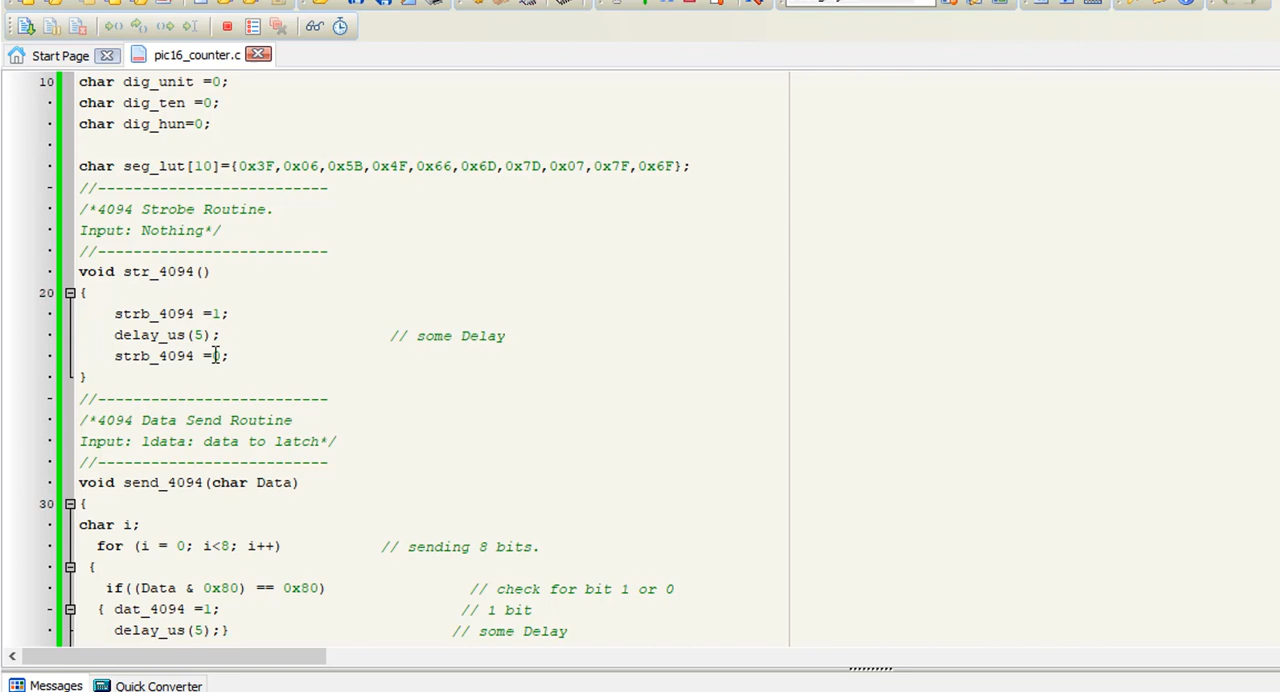 Start Page
pic16_counter.c
10 char dig_unit =0;
char dig_ten =0;
char dig_hun=0;
char seg_lut[10]={0x3F,0x06,0x5B,0x4F,0x66,0x6D,0x7D,0x07,0x7F,0x6F};
//--------------------------
/*4094 Strobe Routine.
Input: Nothing*/
//--------------------------
void str_4094()
20 {
strb_4094 =1;
delay_us(5); // some Delay
strb_4094 =0;
}
//--------------------------
/*4094 Data Send Routine
Input: ldata: data to latch*/
//--------------------------
void send_4094(char Data)
30 {
char i;
for (i = 0; i<8; i++) // sending 8 bits.
{
if((Data & 0x80) == 0x80) // check for bit 1 or 0
{ dat_4094 =1; // 1 bit
delay_us(5);} // some Delay
Messages
Quick Converter